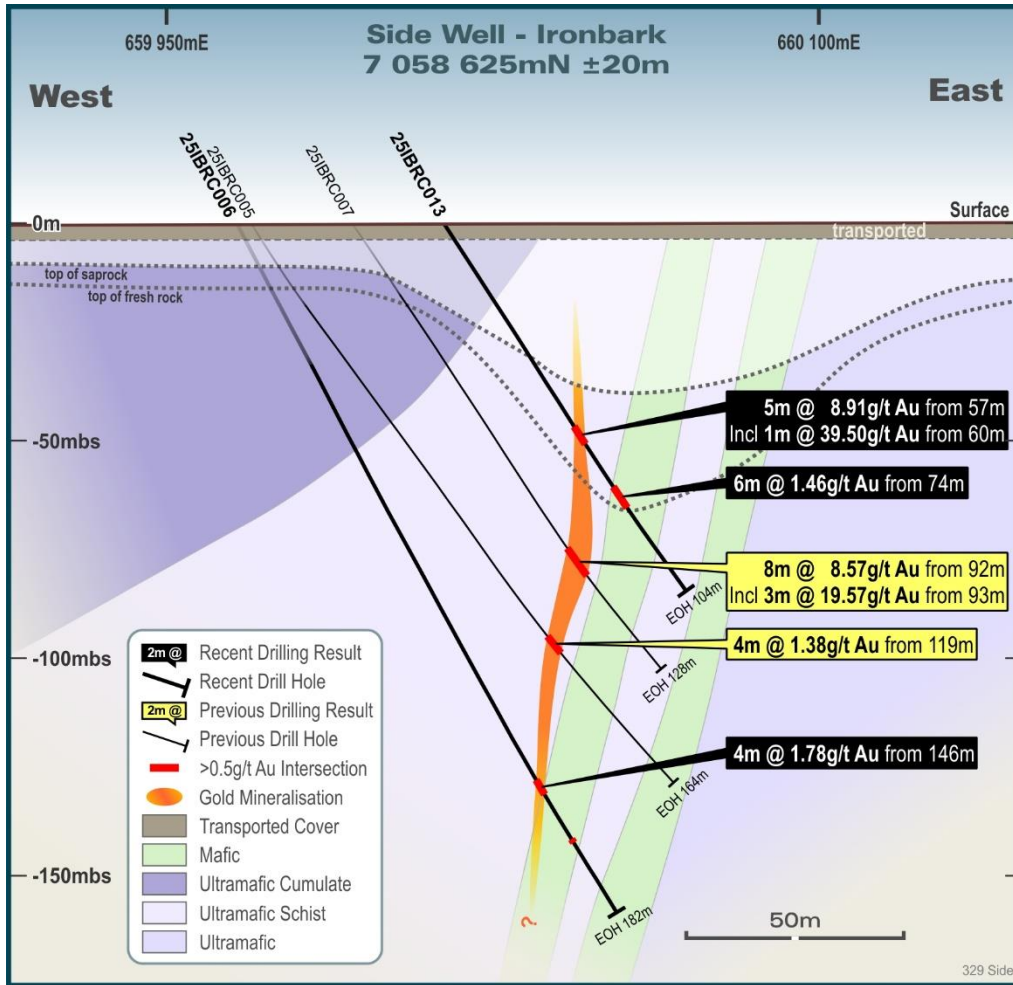 659 950mE
Side Well - Ironbark
7 058 625mN ±20m
660 100mE
West
East
25IBRC006
25IBRC005
25IBRC007
25IBRC013
0m
Surface
transported
top of saprock
top of fresh rock
5m @ 8.91g/t Au from 57m
Incl 1m @ 39.50g/t Au from 60m
-50mbs
6m @ 1.46g/t Au from 74m
8m @ 8.57g/t Au from 92m
Incl 3m @ 19.57g/t Au from 93m
EOH 104m
4m @ 1.38g/t Au from 119m
-100mbs
EOH 128m
4m @ 1.78g/t Au from 146m
EOH 164m
-150mbs
?
EOH 182m
2m @ Recent Drilling Result
Recent Drill Hole
2m @ Previous Drilling Result
Previous Drill Hole
>0.5g/t Au Intersection
Gold Mineralisation
Transported Cover
Mafic
Ultramafic Cumulate
Ultramafic Schist
Ultramafic
50m
329 Side